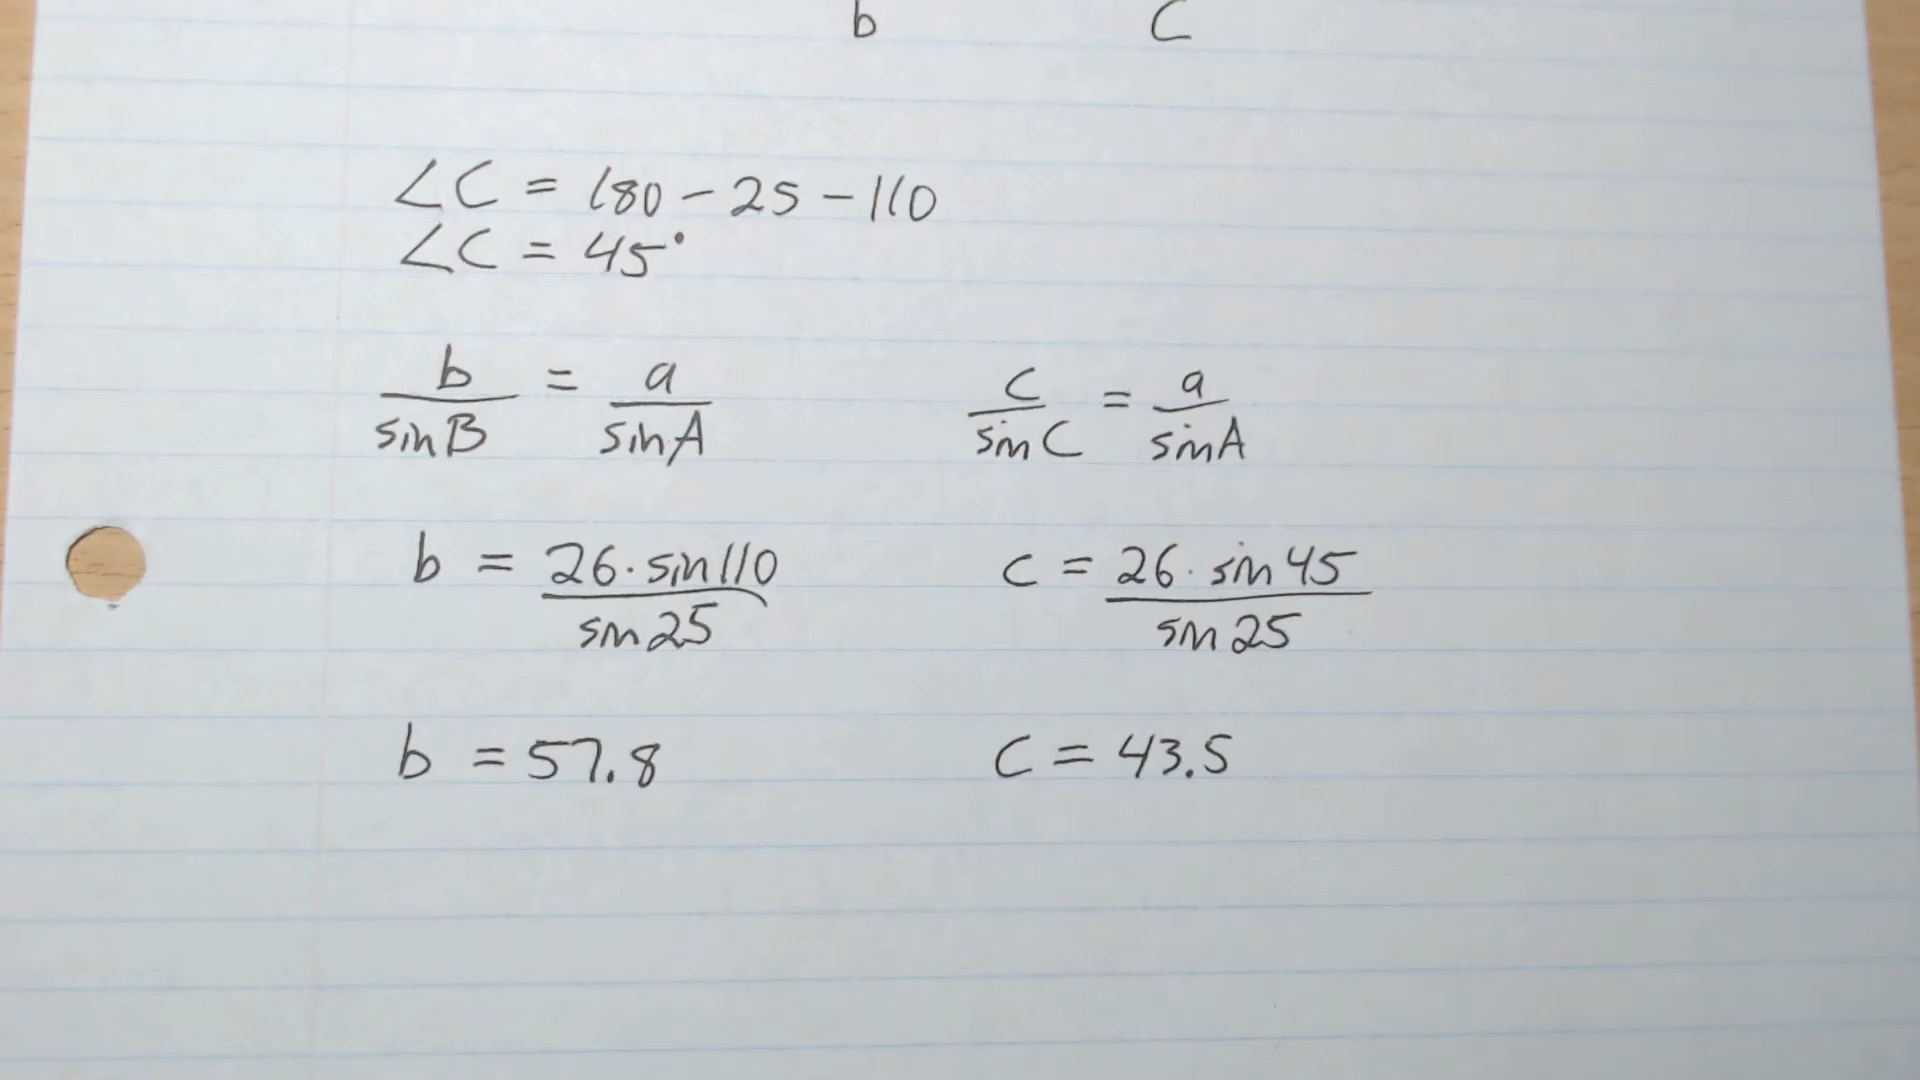 b C
∠C = 180 - 25 - 110
∠C = 45°
b/sinB = a/sinA
c/sinC = a/sinA
b = 26·sin110/sin25
c = 26·sin45/sin25
b = 57.8
c = 43.5